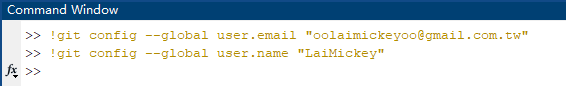 Command Window
>> !git config --global user.email "oolaimickeyoo@gmail.com.tw"
>> !git config --global user.name "LaiMickey"
fx >>